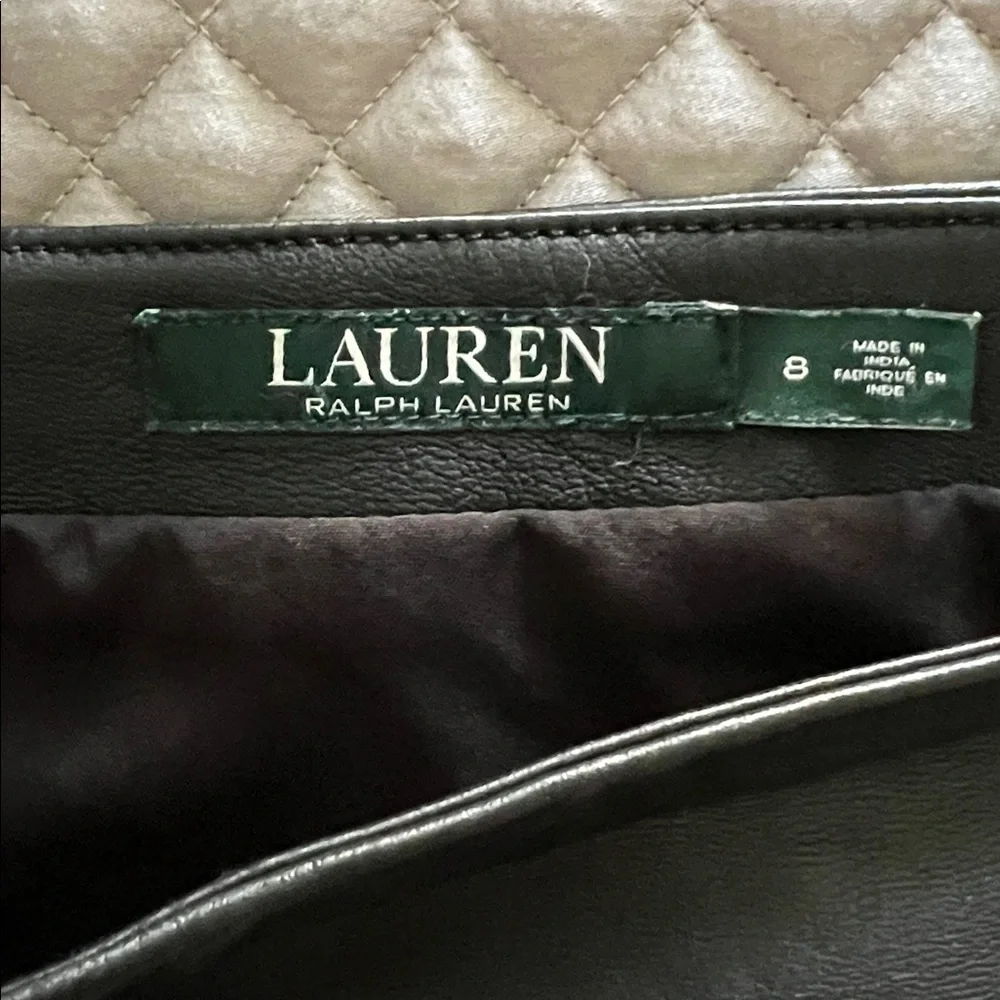 LAUREN
RALPH LAUREN
8
MADE IN
INDIA
FABRIQUÉ EN
INDE